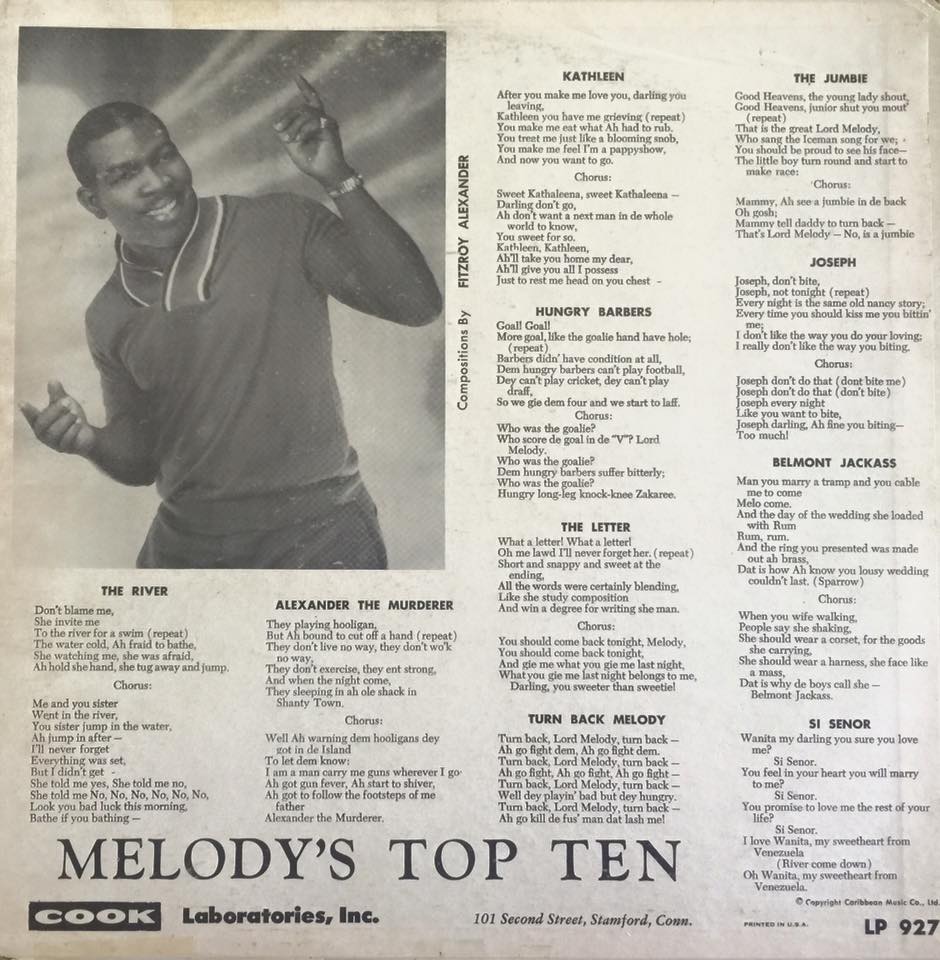 Compositions By FITZROY ALEXANDER
THE RIVER
Don't blame me,
She invite me
To the river for a swim (repeat)
The water cold, Ah fraid to bathe,
She watching me, she was afraid,
Ah hold she hand, she tug away and jump.
Chorus:
Me and you sister
Went in the river,
You sister jump in the water,
Ah jump in after —
I'll never forget
Everything was set,
But I didn't get -
She told me yes, She told me no,
She told me No, No, No, No, No, No,
Look you bad luck this morning,
Bathe if you bathing —
ALEXANDER THE MURDERER
They playing hooligan,
But Ah bound to cut off a hand (repeat)
They don't live no way, they don't wo'k
no way,
They don't exercise, they ent strong,
And when the night come,
They sleeping in ah ole shack in
Shanty Town.
Chorus:
Well Ah warning dem hooligans dey
got in de Island
To let dem know:
I am a man carry me guns wherever I go-
Ah got gun fever, Ah start to shiver,
Ah got to follow the footsteps of me
father
Alexander the Murderer.
KATHLEEN
After you make me love you, darling you
leaving,
Kathleen you have me grieving (repeat)
You make me eat what Ah had to rub.
You treat me just like a blooming snob,
You make me feel I'm a pappyshow,
And now you want to go.
Chorus:
Sweet Kathaleena, sweet Kathaleena —
Darling don't go,
Ah don't want a next man in de whole
world to know,
You sweet for so.
Kathleen, Kathleen,
Ah'll take you home my dear,
Ah'll give you all I possess
Just to rest me head on you chest -
HUNGRY BARBERS
Goal! Goal!
More goal, like the goalie hand have hole;
(repeat)
Barbers didn' have condition at all,
Dem hungry barbers can't play football,
Dey can't play cricket, dey can't play
draff,
So we gie dem four and we start to laff.
Chorus:
Who was the goalie?
Who score de goal in de "V"? Lord
Melody.
Who was the goalie?
Dem hungry barbers suffer bitterly;
Who was the goalie?
Hungry long-leg knock-knee Zakaree.
THE LETTER
What a letter! What a letter!
Oh me lawd I'll never forget her. (repeat)
Short and snappy and sweet at the
ending,
All the words were certainly blending,
Like she study composition
And win a degree for writing she man.
Chorus:
You should come back tonight, Melody,
You should come back tonight,
And gie me what you gie me last night,
What you gie me last night belongs to me,
Darling, you sweeter than sweetie!
TURN BACK MELODY
Turn back, Lord Melody, turn back —
Ah go fight dem, Ah go fight dem.
Turn back, Lord Melody, turn back —
Ah go fight, Ah go fight, Ah go fight —
Turn back, Lord Melody, turn back —
Well dey playin' bad but dey hungry.
Turn back, Lord Melody, turn back —
Ah go kill de fus' man dat lash me!
THE JUMBIE
Good Heavens, the young lady shout,
Good Heavens, junior shut you mout'
(repeat)
That is the great Lord Melody,
Who sang the Iceman song for we;
You should be proud to see his face—
The little boy turn round and start to
make race:
Chorus:
Mammy, Ah see a jumbie in de back
Oh gosh;
Mammy tell daddy to turn back —
That's Lord Melody — No, is a jumbie
JOSEPH
Joseph, don't bite,
Joseph, not tonight (repeat)
Every night is the same old nancy story;
Every time you should kiss me you bittin'
me;
I don't like the way you do your loving;
I really don't like the way you biting.
Chorus:
Joseph don't do that (dont bite me)
Joseph don't do that (don't bite)
Joseph every night
Like you want to bite,
Joseph darling, Ah fine you biting—
Too much!
BELMONT JACKASS
Man you marry a tramp and you cable
me to come
Melo come.
And the day of the wedding she loaded
with Rum
Rum, rum.
And the ring you presented was made
out ah brass,
Dat is how Ah know you lousy wedding
couldn't last. (Sparrow)
Chorus:
When you wife walking,
People say she shaking,
She should wear a corset, for the goods
she carrying,
She should wear a harness, she face like
a mass,
Dat is why de boys call she —
Belmont Jackass.
SI SENOR
Wanita my darling you sure you love
me?
Si Senor.
You feel in your heart you will marry
to me?
Si Senor.
You promise to love me the rest of your
life?
Si Senor.
I love Wanita, my sweetheart from
Venezuela
(River come down)
Oh Wanita, my sweetheart from
Venezuela.
© Copyright Caribbean Music Co., Ltd.
MELODY'S TOP TEN
COOK Laboratories, Inc.
101 Second Street, Stamford, Conn.
PRINTED IN U.S.A.
LP 927